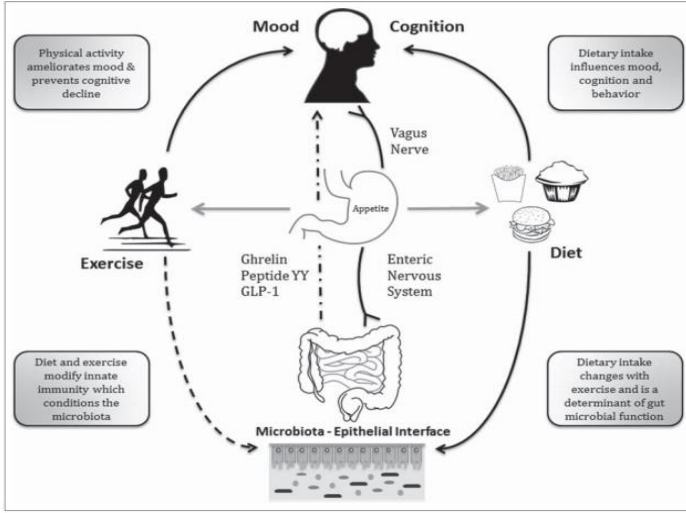 Mood
Cognition
Physical activity
ameliorates mood &
prevents cognitive
decline
Dietary intake
influences mood,
cognition and
behavior
Vagus
Nerve
Appetite
Exercise
Diet
Ghrelin
Peptide YY
GLP-1
Enteric
Nervous
System
Diet and exercise
modify innate
immunity which
conditions the
microbiota
Dietary intake
changes with
exercise and is a
determinant of gut
microbial function
Microbiota - Epithelial Interface